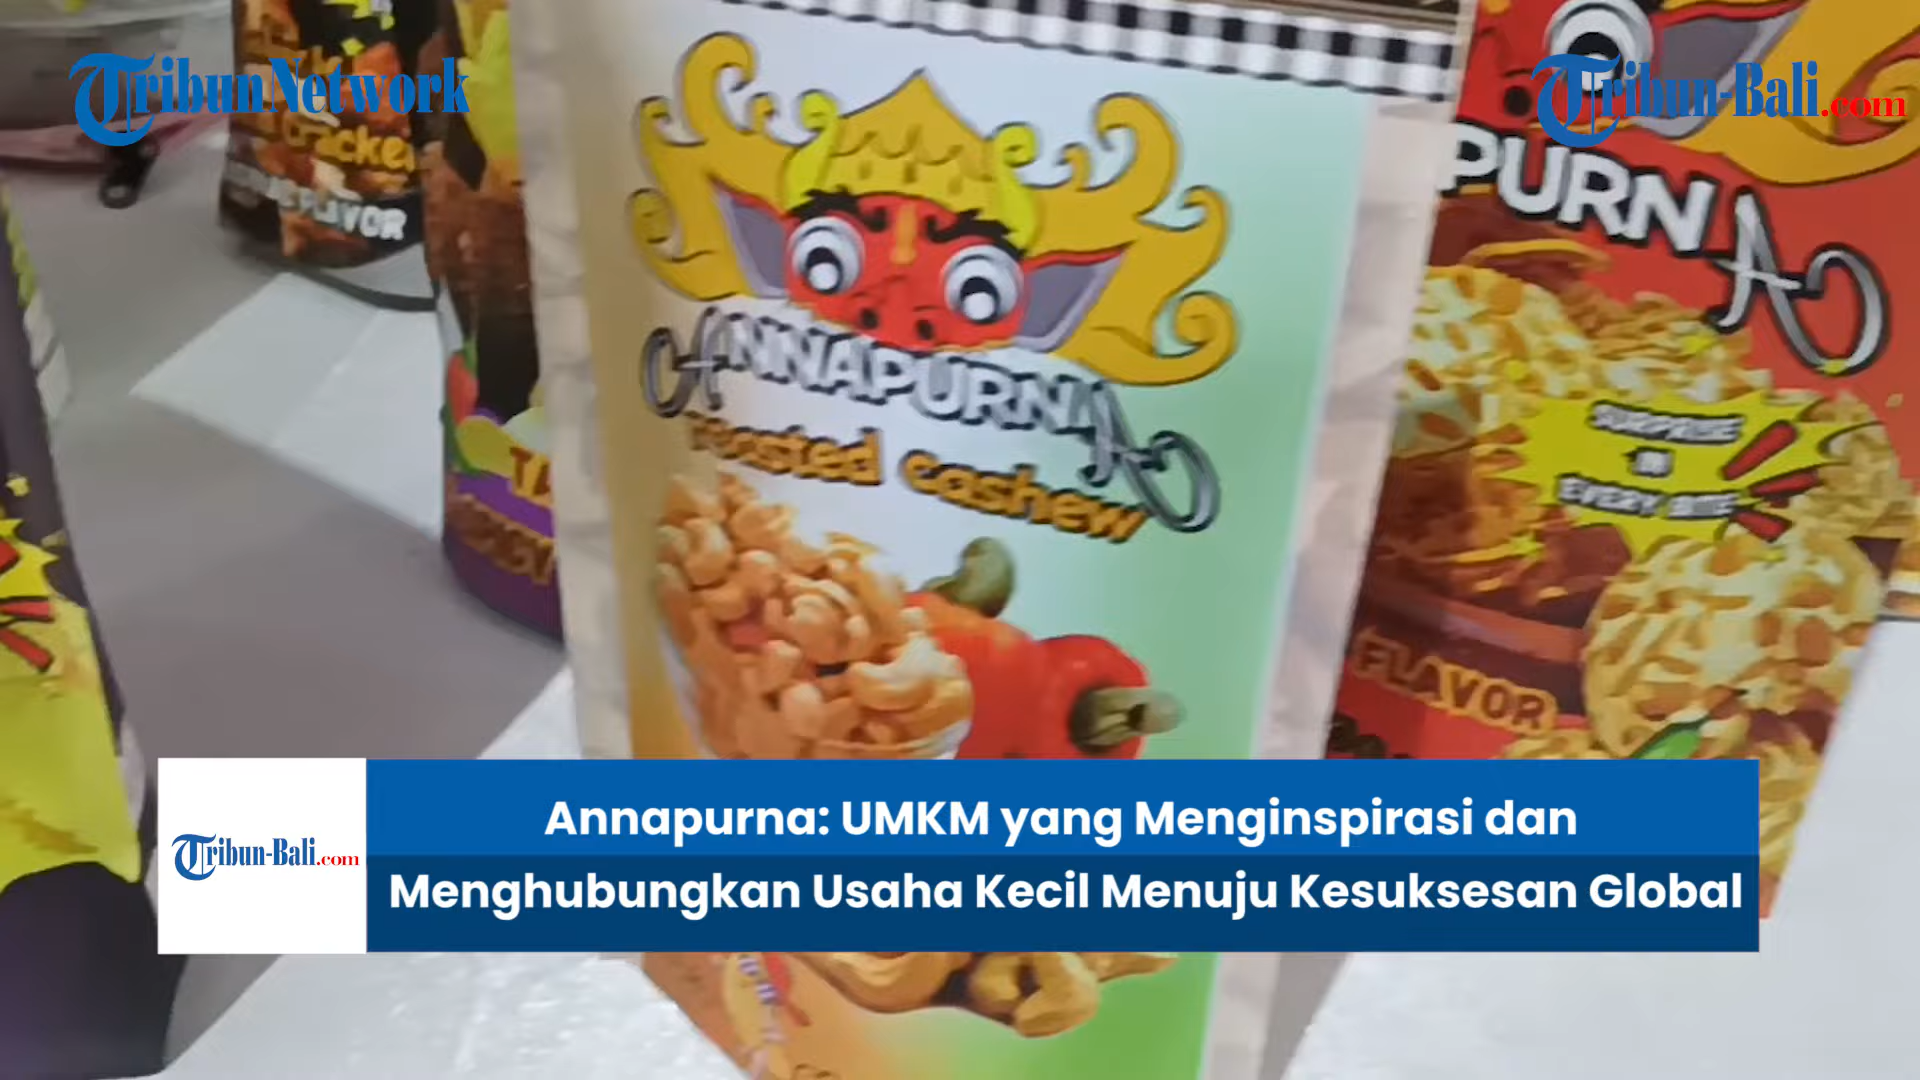 TribunNetwork
Tribun-Bali.com
FLAVOR
ANNAPURNA
roasted cashew
PURNA
SURPRISE
IN
EVERY BITE
FLAVOR
Annapurna: UMKM yang Menginspirasi dan
Tribun-Bali.com
Menghubungkan Usaha Kecil Menuju Kesuksesan Global